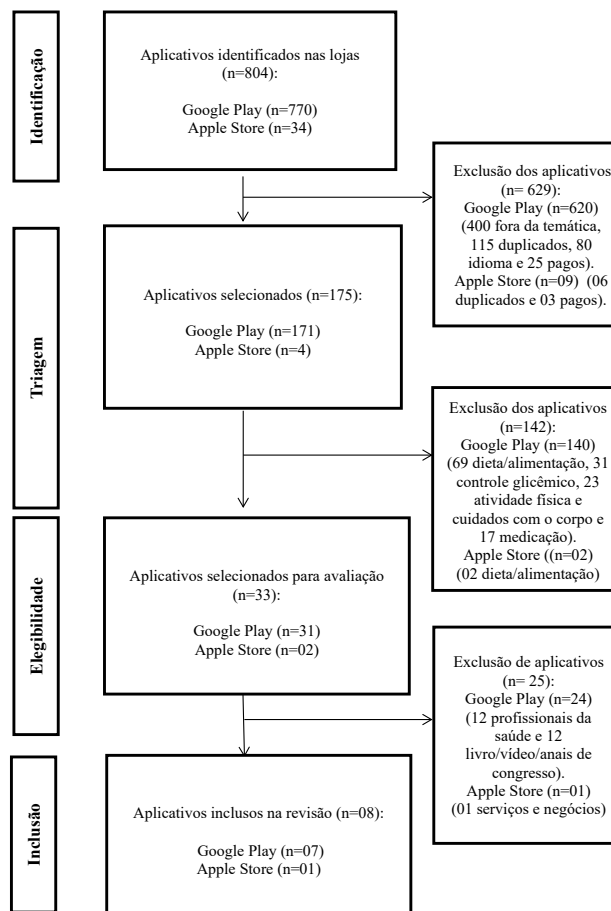 Identificação
Aplicativos identificados nas lojas
(n=804):
Google Play (n=770)
Apple Store (n=34)
Exclusão dos aplicativos
(n= 629):
Google Play (n=620)
(400 fora da temática,
115 duplicados, 80
idioma e 25 pagos).
Apple Store (n=09) (06
duplicados e 03 pagos).
Triagem
Aplicativos selecionados (n=175):
Google Play (n=171)
Apple Store (n=4)
Exclusão dos aplicativos
(n=142):
Google Play (n=140)
(69 dieta/alimentação, 31
controle glicêmico, 23
atividade física e
cuidados com o corpo e
17 medicação).
Apple Store ((n=02)
(02 dieta/alimentação)
Elegibilidade
Aplicativos selecionados para avaliação
(n=33):
Google Play (n=31)
Apple Store (n=02)
Exclusão de aplicativos
(n= 25):
Google Play (n=24)
(12 profissionais da
saúde e 12
livro/vídeo/anais de
congresso).
Apple Store (n=01)
(01 serviços e negócios)
Inclusão
Aplicativos inclusos na revisão (n=08):
Google Play (n=07)
Apple Store (n=01)